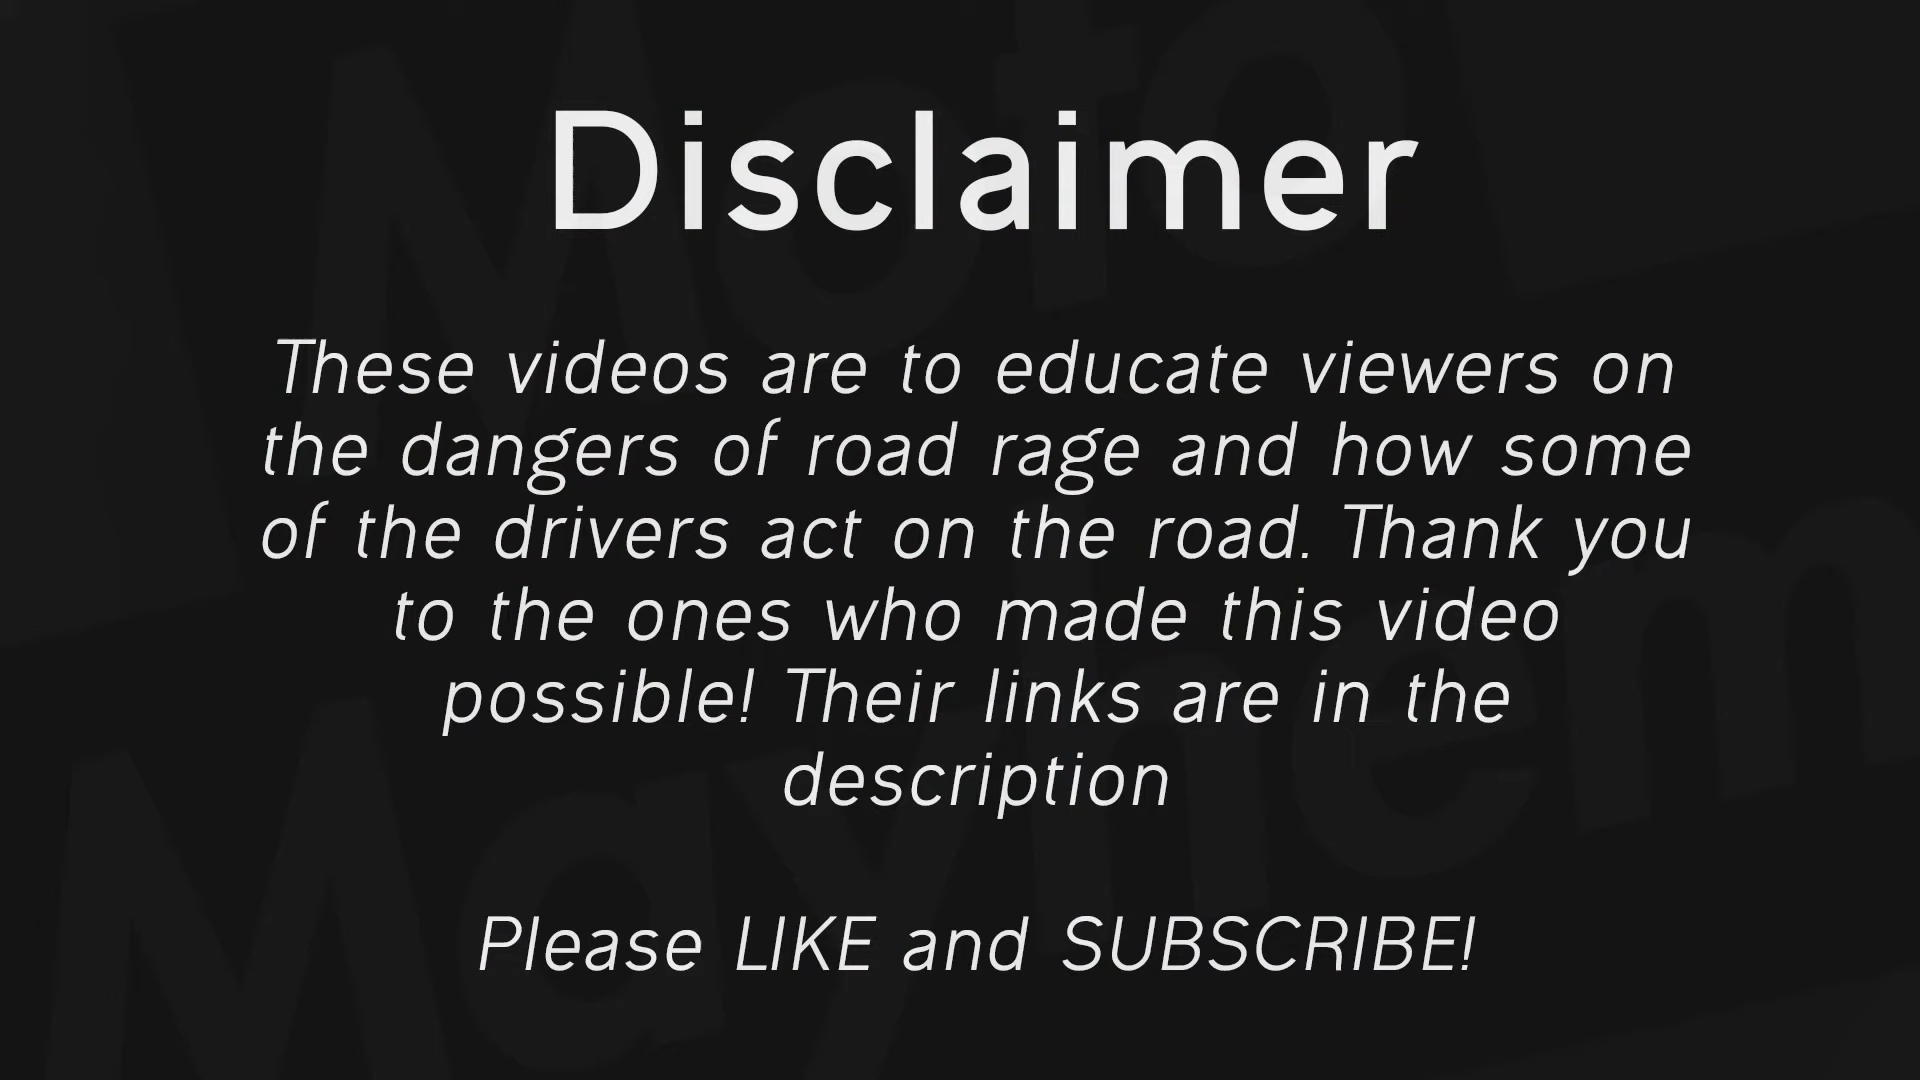 Moto
Mayhem
Disclaimer
These videos are to educate viewers on
the dangers of road rage and how some
of the drivers act on the road. Thank you
to the ones who made this video
possible! Their links are in the
description
Please LIKE and SUBSCRIBE!